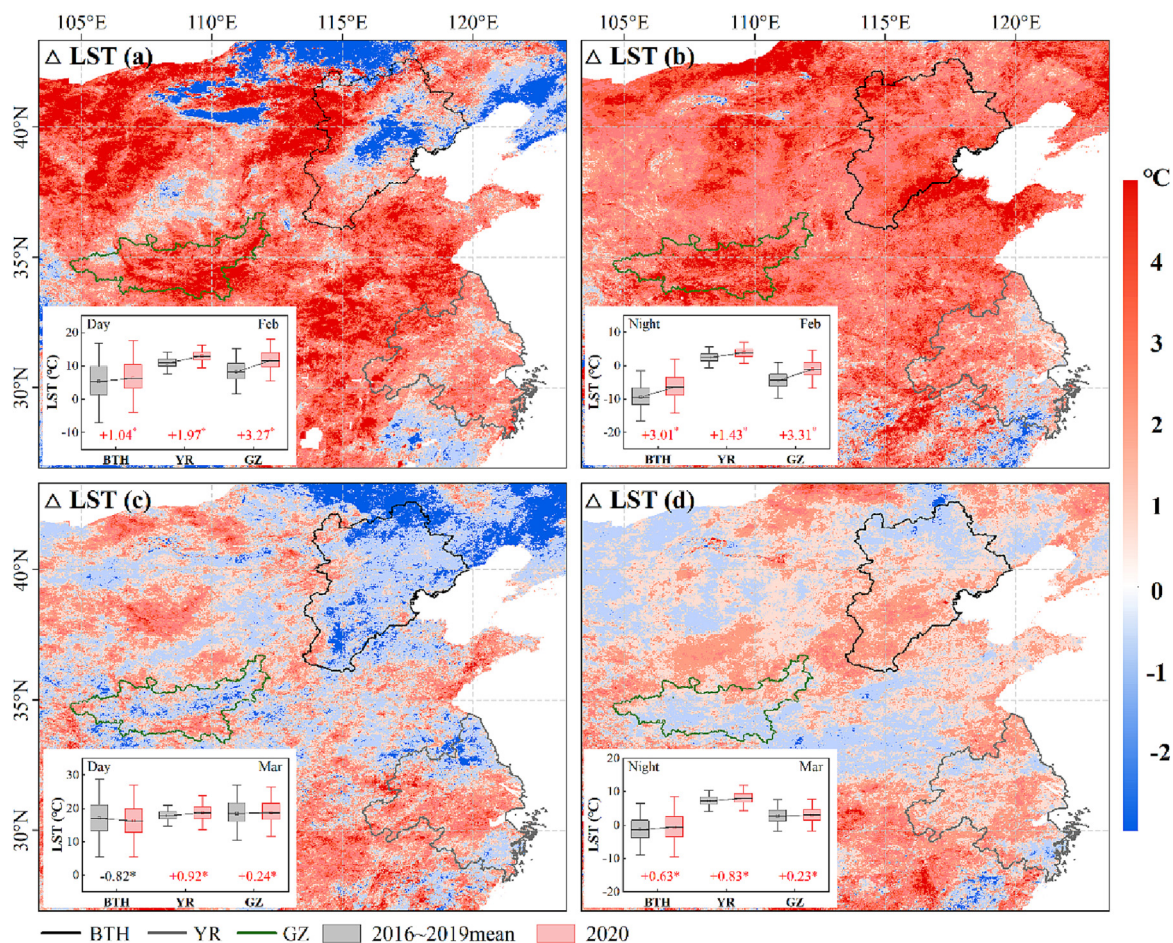 105°E 110°E 115°E 120°E 105°E 110°E 115°E 120°E
△ LST (a)
△ LST (b)
40°N
35°N
30°N
Day Feb
LST (℃)
20
10
0
-10
+1.04* +1.97* +3.27*
BTH YR GZ
Night Feb
LST (℃)
10
0
-10
-20
+3.01* +1.43* +3.31*
BTH YR GZ
℃
4
3
2
1
0
-1
-2
△ LST (c)
△ LST (d)
40°N
35°N
30°N
Day Mar
LST (℃)
30
20
10
0
-0.82* +0.92* +0.24*
BTH YR GZ
Night Mar
LST (℃)
20
10
0
-10
-20
+0.63* +0.83* +0.23*
BTH YR GZ
BTH YR GZ 2016~2019mean 2020